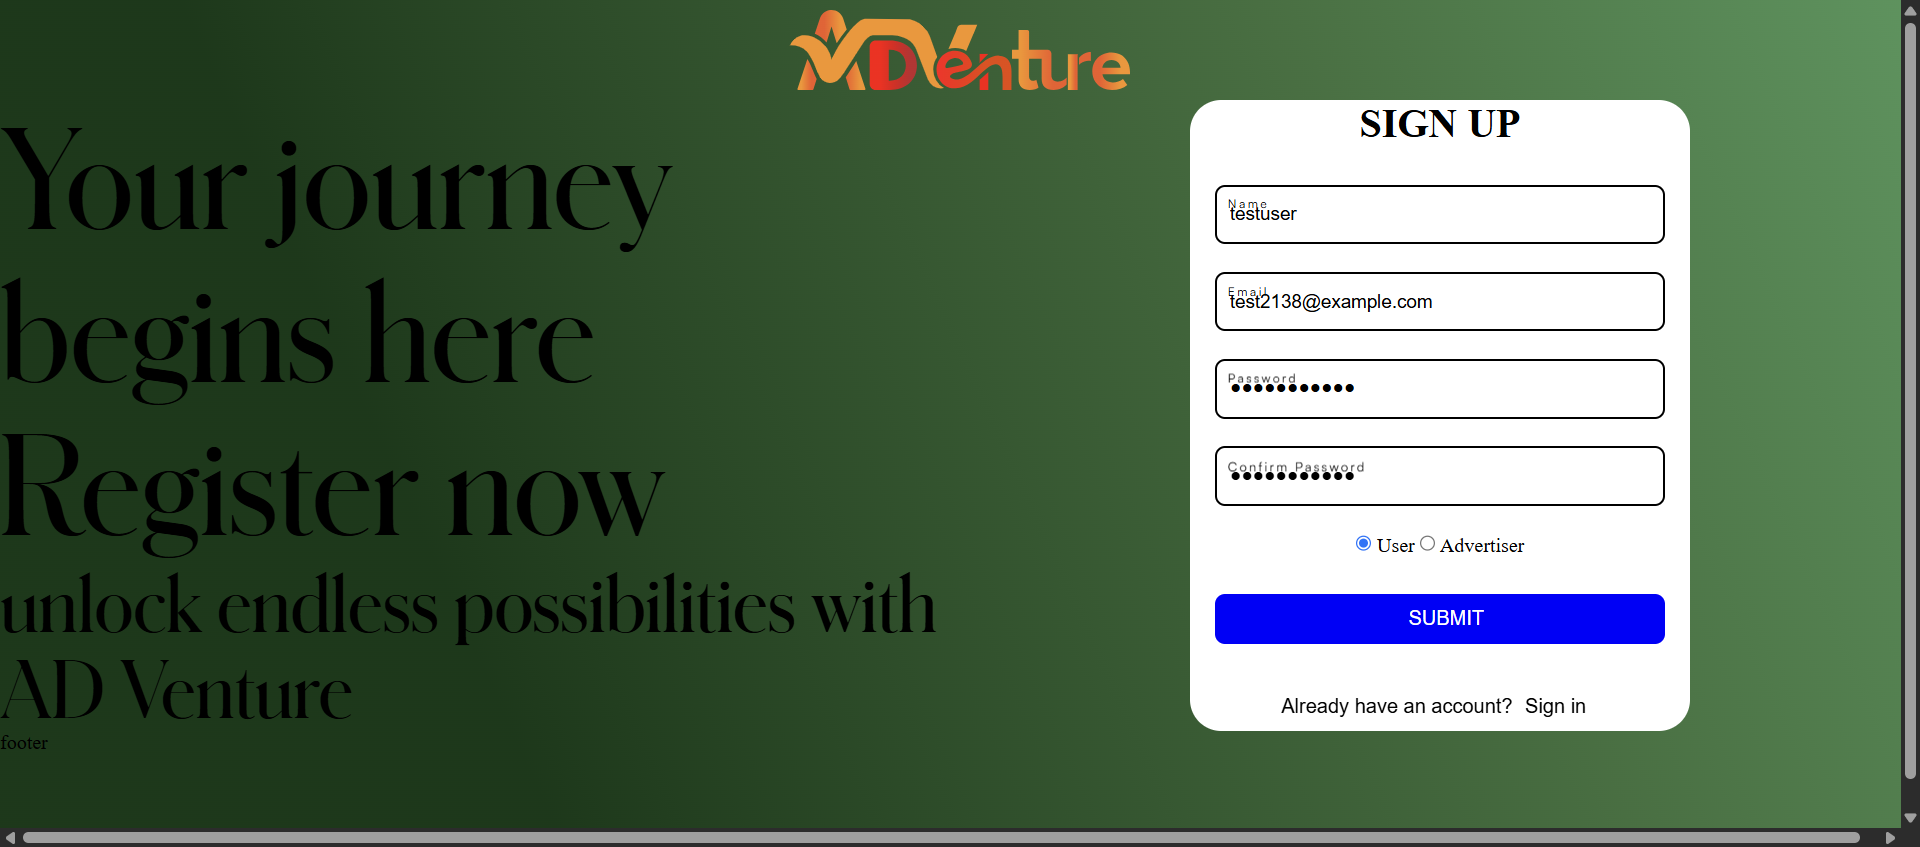 ADVenture
Your journey
begins here
Register now
unlock endless possibilities with
AD Venture
footer
SIGN UP
Name
testuser
Email
test2138@example.com
Password
•••••••••••
Confirm Password
•••••••••••
User Advertiser
SUBMIT
Already have an account? Sign in